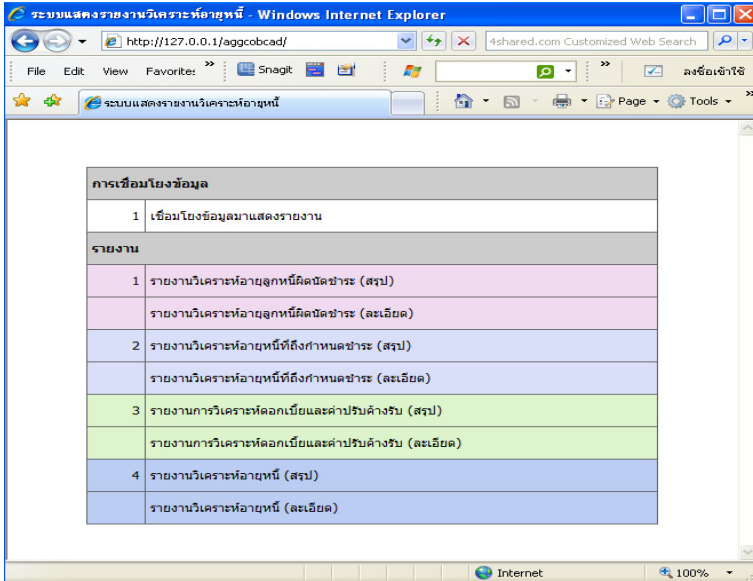 ระบบแสดงรายงานวิเคราะห์อายุหนี้ - Windows Internet Explorer
http://127.0.0.1/aggcobcad/
4shared.com Customized Web Search
File Edit View Favorites » Snagit » ลงชื่อเข้าใช้
ระบบแสดงรายงานวิเคราะห์อายุหนี้ Page Tools »
การเชื่อมโยงข้อมูล
1 เชื่อมโยงข้อมูลมาแสดงรายงาน
รายงาน
1 รายงานวิเคราะห์อายุลูกหนี้ผิดนัดชำระ (สรุป)
รายงานวิเคราะห์อายุลูกหนี้ผิดนัดชำระ (ละเอียด)
2 รายงานวิเคราะห์อายุหนี้ที่ถึงกำหนดชำระ (สรุป)
รายงานวิเคราะห์อายุหนี้ที่ถึงกำหนดชำระ (ละเอียด)
3 รายงานการวิเคราะห์ดอกเบี้ยและค่าปรับค้างรับ (สรุป)
รายงานการวิเคราะห์ดอกเบี้ยและค่าปรับค้างรับ (ละเอียด)
4 รายงานวิเคราะห์อายุหนี้ (สรุป)
รายงานวิเคราะห์อายุหนี้ (ละเอียด)
Internet 100%